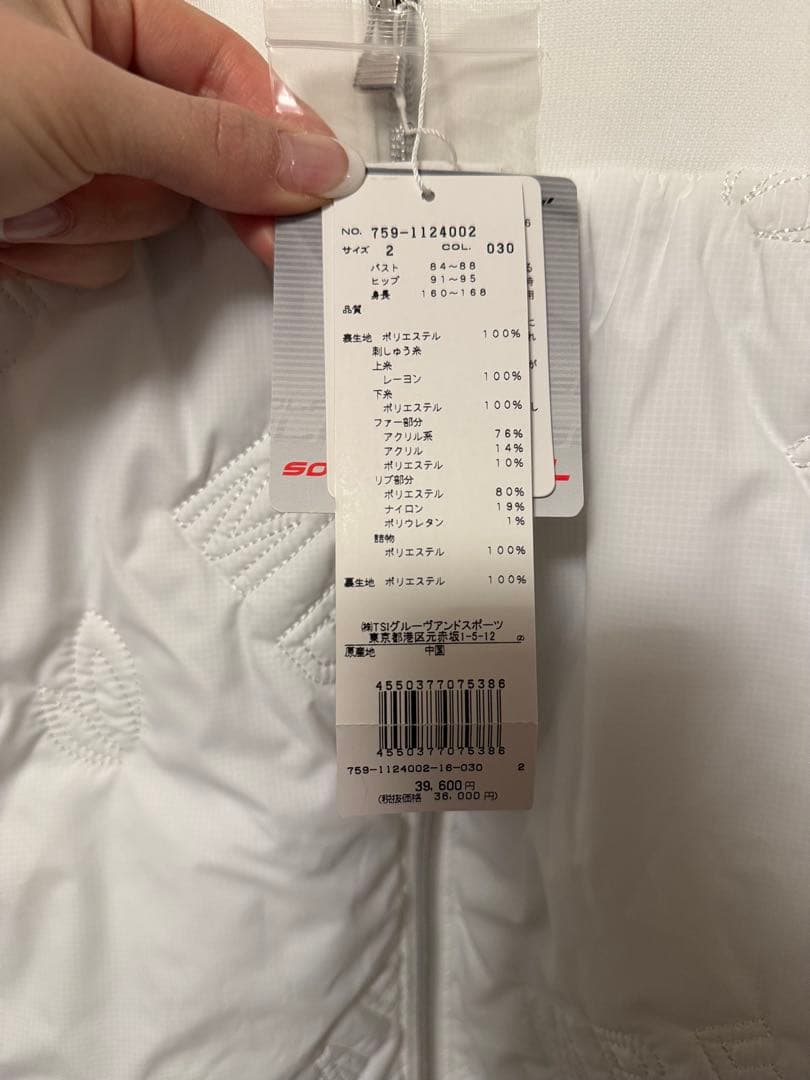 NO. 759-1124002
サイズ 2 COL. 030
バスト 84~88
ヒップ 91~95
身長 160~168
品質
表生地 ポリエステル 100%
刺しゅう糸
上糸
レーヨン 100%
下糸
ポリエステル 100%
ファー部分
アクリル系 76%
アクリル 14%
ポリエステル 10%
リブ部分
ポリエステル 80%
ナイロン 19%
ポリウレタン 1%
詰物
ポリエステル 100%
裏生地 ポリエステル 100%
㈱TSIグルーヴアンドスポーツ
東京都港区元赤坂1-5-12
原産地 中国
4550377075386
4550377075386
759-1124002-16-030 2
39,600円
(税抜価格 36,000円)